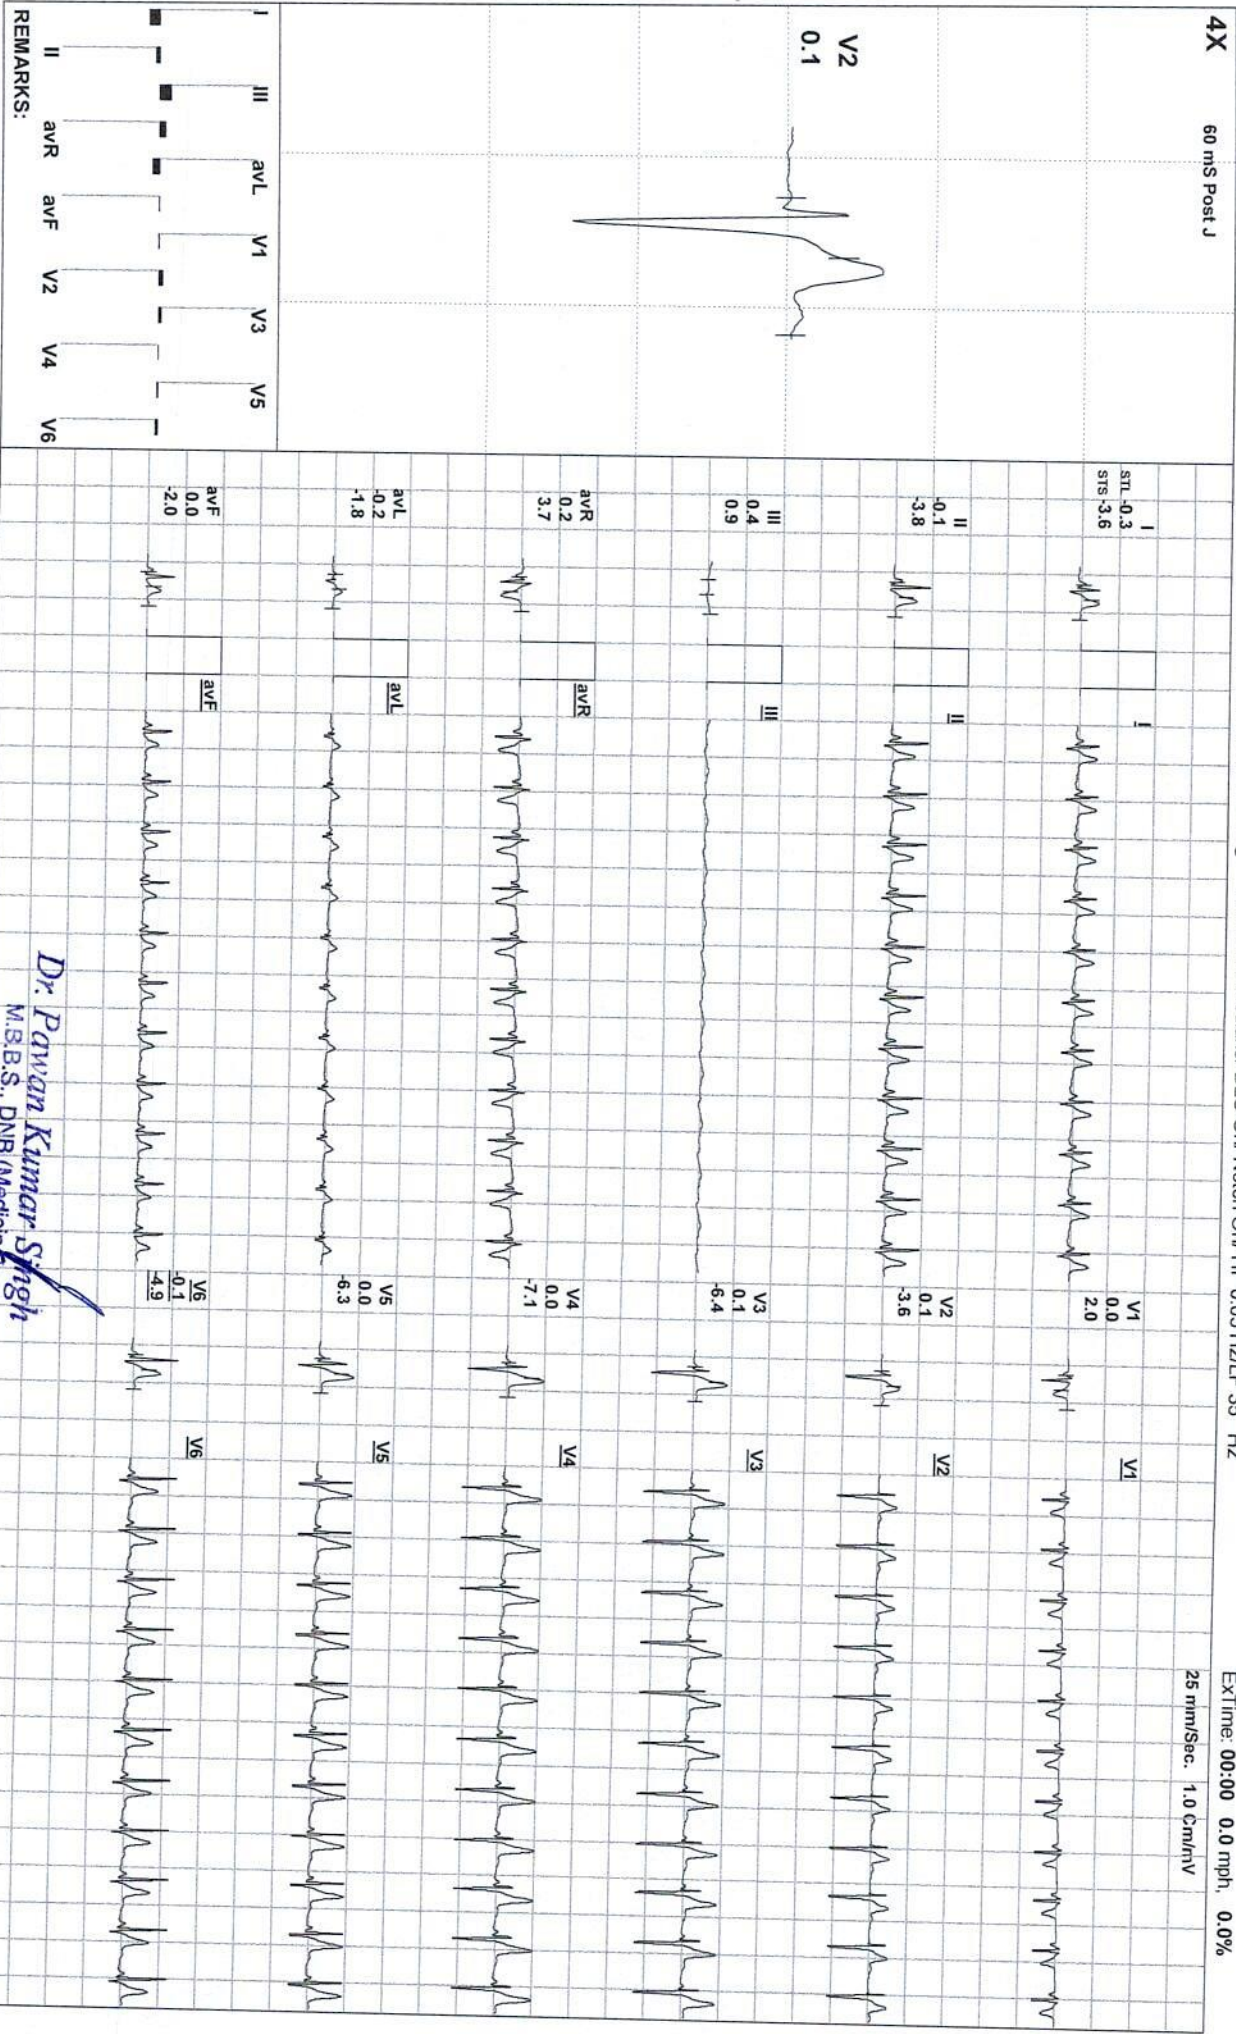 ExTime: 00:00 0.0 mph, 0.0%
25 mm/Sec. 1.0 Cm/mV
4X
60 mS Post J
V2
0.1
I
STL -0.3
STS -3.6
I
V1
0.0
2.0
V1
II
-0.1
-3.8
II
V2
0.1
-3.6
V2
III
0.4
0.9
III
V3
0.1
-6.4
V3
avR
0.2
3.7
avR
V4
0.0
-7.1
V4
avL
-0.2
-1.8
avL
V5
0.0
-6.3
V5
avF
0.0
-2.0
avF
V6
-0.1
-4.9
V6
I III avL V1 V3 V5
II avR avF V2 V4 V6
REMARKS:
Dr. Pawan Kumar Singh
M.B.B.S., DNB